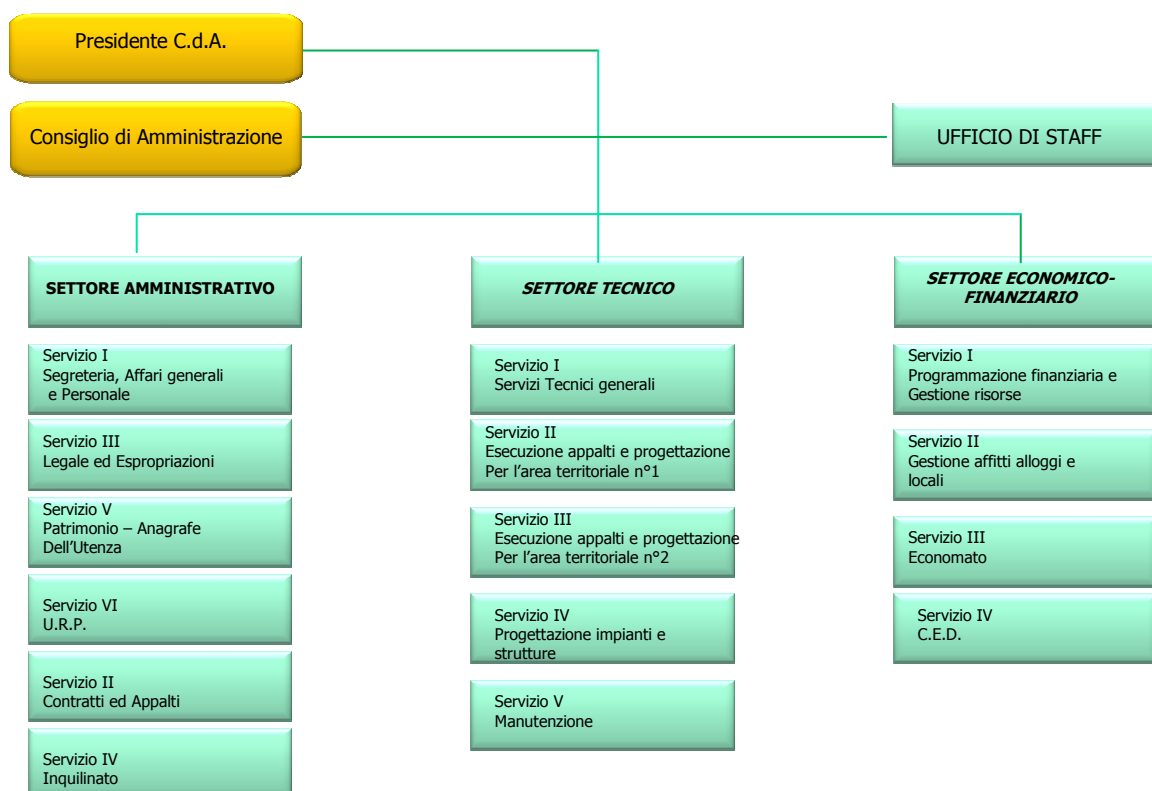 Presidente C.d.A.
Consiglio di Amministrazione
UFFICIO DI STAFF
SETTORE AMMINISTRATIVO
Servizio I
Segreteria, Affari generali
e Personale
Servizio III
Legale ed Espropriazioni
Servizio V
Patrimonio – Anagrafe
Dell'Utenza
Servizio VI
U.R.P.
Servizio II
Contratti ed Appalti
Servizio IV
Inquilinato
SETTORE TECNICO
Servizio I
Servizi Tecnici generali
Servizio II
Esecuzione appalti e progettazione
Per l'area territoriale n°1
Servizio III
Esecuzione appalti e progettazione
Per l'area territoriale n°2
Servizio IV
Progettazione impianti e
strutture
Servizio V
Manutenzione
SETTORE ECONOMICO-
FINANZIARIO
Servizio I
Programmazione finanziaria e
Gestione risorse
Servizio II
Gestione affitti alloggi e
locali
Servizio III
Economato
Servizio IV
C.E.D.